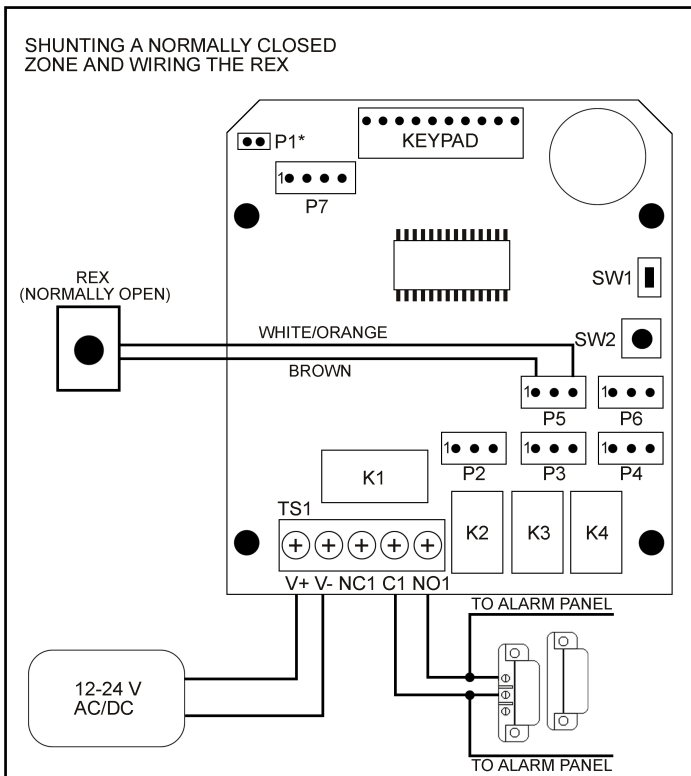 SHUNTING A NORMALLY CLOSED
ZONE AND WIRING THE REX
P1*
KEYPAD
1
P7
REX
(NORMALLY OPEN)
SW1
WHITE/ORANGE
SW2
BROWN
1
1
P5
P6
1
1
1
P2
P3
P4
K1
TS1
K2
K3
K4
V+ V- NC1 C1 NO1
TO ALARM PANEL
12-24 V
AC/DC
TO ALARM PANEL